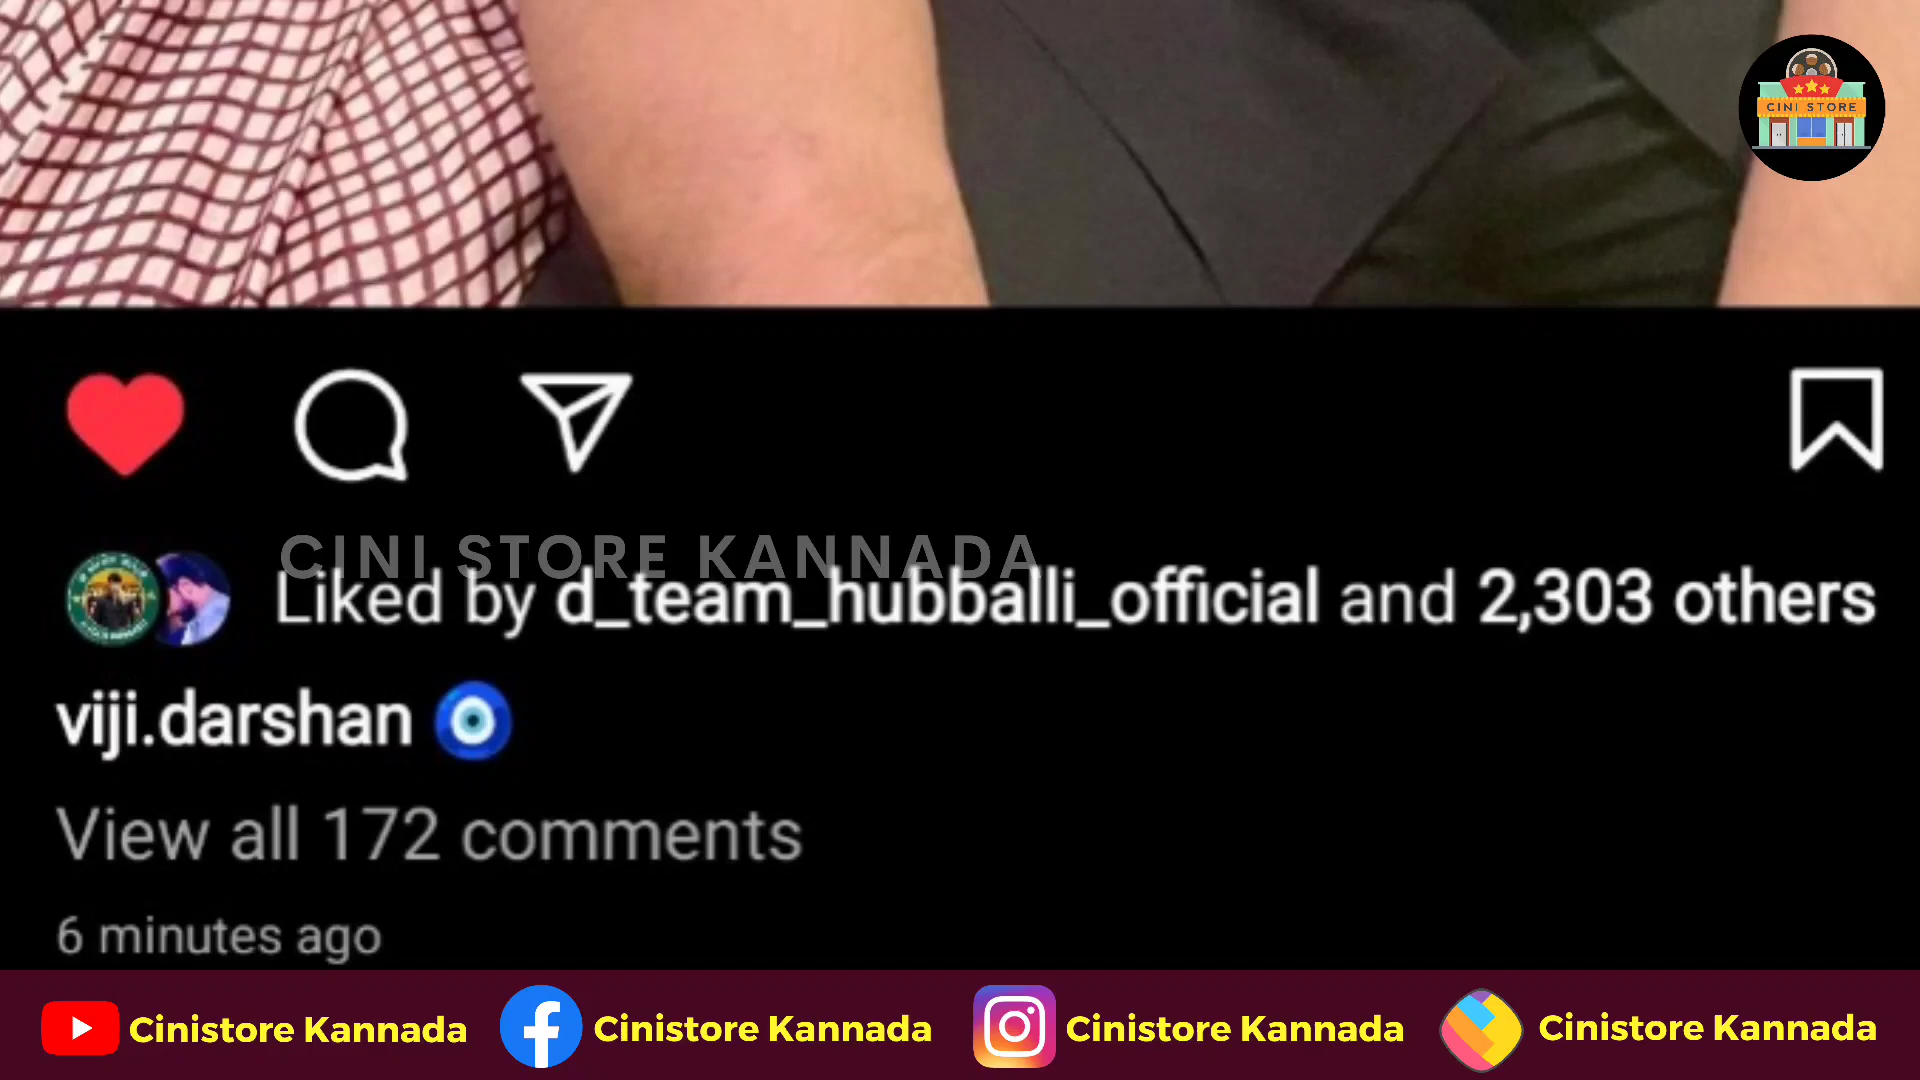 CINI STORE
CINI STORE KANNADA
Liked by d_team_hubballi_official and 2,303 others
viji.darshan
View all 172 comments
6 minutes ago
Cinistore Kannada
Cinistore Kannada
Cinistore Kannada
Cinistore Kannada